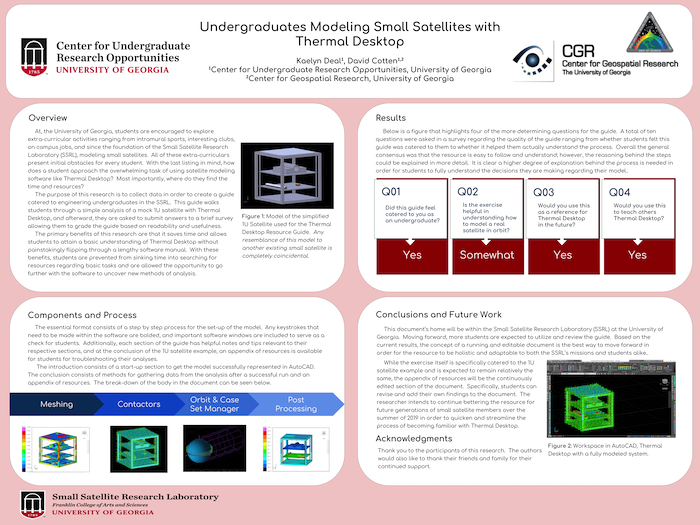 Undergraduates Modeling Small Satellites with
Thermal Desktop
Kaelyn Deal¹, David Cotten¹,²
¹Center for Undergraduate Research Opportunities, University of Georgia
²Center for Geospatial Research, University of Georgia
1785
Center for Undergraduate
Research Opportunities
UNIVERSITY OF GEORGIA
CGR
Center for Geospatial Research
The University of Georgia
Overview
At, the University of Georgia, students are encouraged to explore
extra-curricular activities ranging from intramural sports, interesting clubs,
on-campus jobs, and since the foundation of the Small Satellite Research
Laboratory (SSRL), modeling small satellites. All of these extra-curriculars
present initial obstacles for every student. With the last listing in mind, how
does a student approach the overwhelming task of using satellite modeling
software like Thermal Desktop? Most importantly, where do they find the
time and resources?
The purpose of this research is to collect data in order to create a guide
catered to engineering undergraduates in the SSRL. This guide walks
students through a simple analysis of a mock 1U satellite with Thermal
Desktop, and afterward, they are asked to submit answers to a brief survey
allowing them to grade the guide based on readability and usefulness.
The primary benefits of this research are that it saves time and allows
students to attain a basic understanding of Thermal Desktop without
painstakingly flipping through a lengthy software manual. With these
benefits, students are prevented from sinking time into searching for
resources regarding basic tasks and are allowed the opportunity to go
further with the software to uncover new methods of analysis.
Figure 1: Model of the simplified
1U Satellite used for the Thermal
Desktop Resource Guide. Any
resemblance of this model to
another existing small satellite is
completely coincidental.
Results
Below is a figure that highlights four of the more determining questions for the guide. A total of ten
questions were asked in a survey regarding the quality of the guide ranging from whether students felt this
guide was catered to them to whether it helped them actually understand the process. Overall the general
consensus was that the resource is easy to follow and understand; however, the reasoning behind the steps
could be explained in more detail. It is clear a higher degree of explanation behind the process is needed in
order for students to fully understand the decisions they are making regarding their model.
Q01
Did this guide
feel catered to you as
an undergraduate?
Yes
Q02
Is the exercise
helpful in
understanding how
to model a real
satellite in orbit?
Somewhat
Q03
Would you use this
as a reference for
Thermal Desktop
in the future?
Yes
Q04
Would you use this
to teach others
Thermal Desktop?
Yes
Components and Process
The essential format consists of a step by step process for the set-up of the model. Any keystrokes that
need to be made within the software are bolded, and important software windows are included to serve as a
check for students. Additionally, each section of the guide has helpful notes and tips relevant to their
respective sections, and at the conclusion of the 1U satellite example, an appendix of resources is available
for students for troubleshooting their analyses.
The introduction consists of a start-up section to get the model successfully represented in AutoCAD.
The conclusion consists of methods for gathering data from the analysis after a successful run and an
appendix of resources. The break-down of the body in the document can be seen below.
Meshing
Contactors
Orbit & Case
Set Manager
Post
Processing
Conclusions and Future Work
This document's home will be within the Small Satellite Research Laboratory (SSRL) at the University of
Georgia. Moving forward, more students are expected to utilize and review the guide. Based on the
current results, the concept of a running and editable document is the best way to move forward in
order for the resource to be holistic and adaptable to both the SSRL's missions and students alike.
While the exercise itself is specifically catered to the 1U
satellite example and is expected to remain relatively the
same, the appendix of resources will be the continuously
edited section of the document. Specifically, students can
revise and add their own findings to the document. The
researcher intends to continue bettering the resource for
future generations of small satellite members over the
summer of 2019 in order to quicken and streamline the
process of becoming familiar with Thermal Desktop.
Figure 2: Workspace in AutoCAD, Thermal
Desktop with a fully modeled system.
Acknowledgments
Thank you to the participants of this research. The authors
would also like to thank their friends and family for their
continued support.
1785
Small Satellite Research Laboratory
Franklin College of Arts and Sciences
UNIVERSITY OF GEORGIA